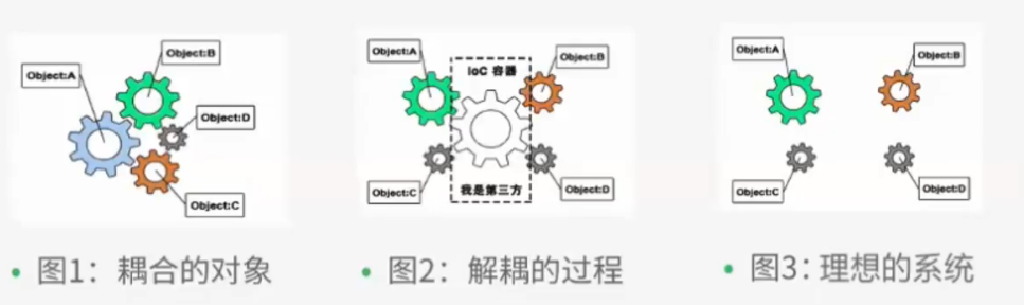 Object:A
Object:B
Object:D
Object:C
• 图1：耦合的对象
Object:A
IoC 容器
Object:B
Object:C
我是第三方
Object:D
• 图2：解耦的过程
Object:A
Object:B
Object:C
Object:D
• 图3：理想的系统